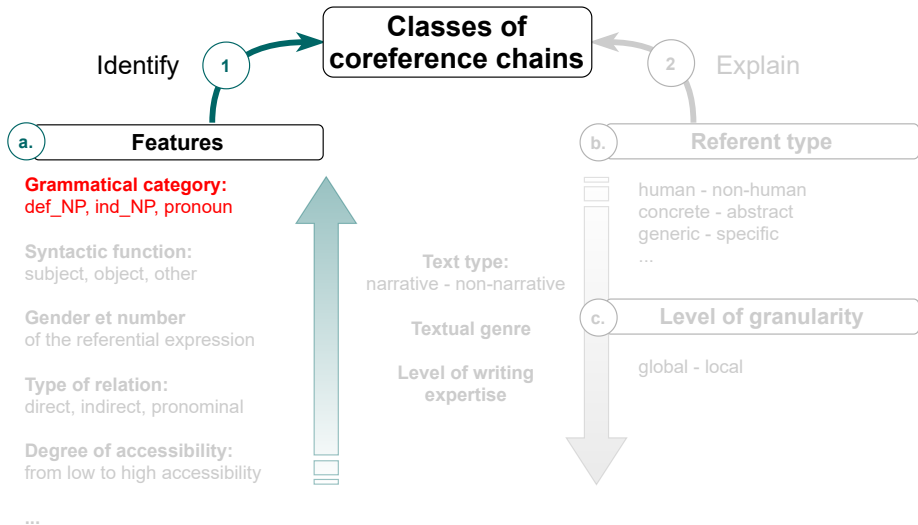 Classes of
coreference chains
Identify
1
2
Explain
a.
Features
b.
Referent type
Grammatical category:
def_NP, ind_NP, pronoun
Syntactic function:
subject, object, other
Gender et number
of the referential expression
Type of relation:
direct, indirect, pronominal
Degree of accessibility:
from low to high accessibility
...
Text type:
narrative - non-narrative
Textual genre
Level of writing
expertise
human - non-human
concrete - abstract
generic - specific
...
c.
Level of granularity
global - local